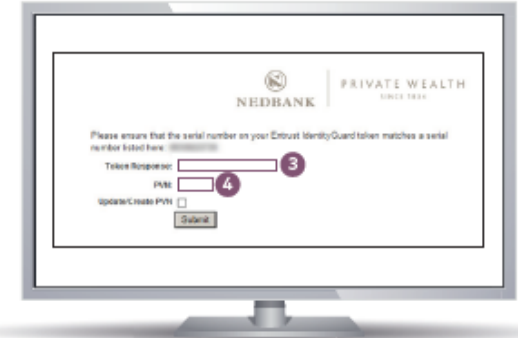 NEDBANK
PRIVATE WEALTH
SINCE 1834
Please ensure that the serial number on your Entrust IdentityGuard token matches a serial
number listed here:
Token Response:
3
PVN:
4
Update/Create PVN
Submit